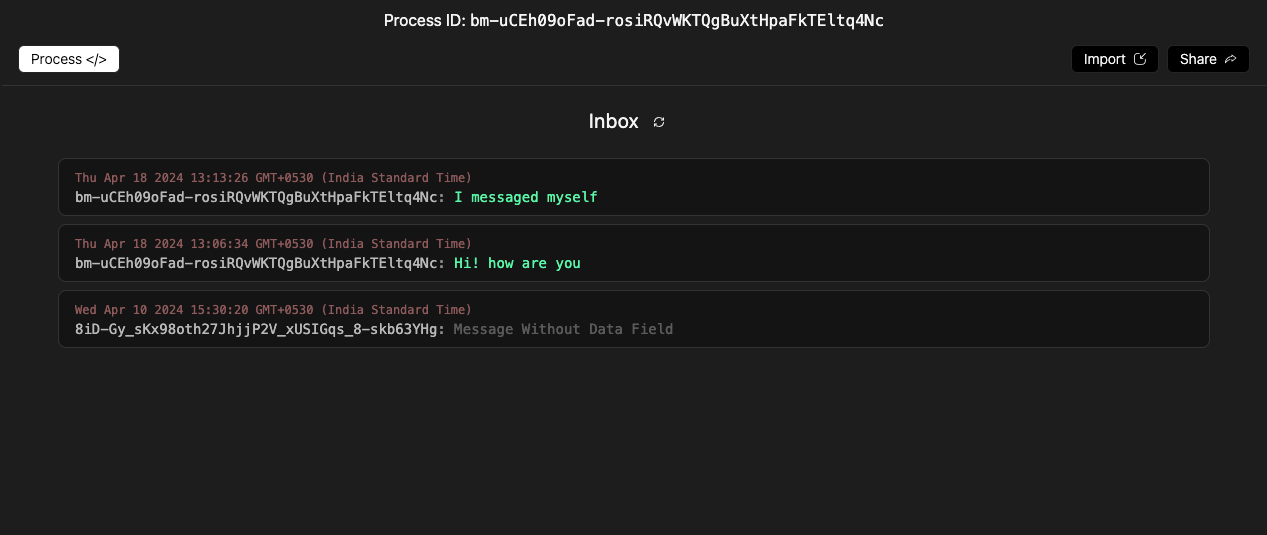 Process ID: bm-uCEh09oFad-rosiRQvWKTQgBuXtHpaFkTEltq4Nc
Process </>
Import
Share
Inbox
Thu Apr 18 2024 13:13:26 GMT+0530 (India Standard Time)
bm-uCEh09oFad-rosiRQvWKTQgBuXtHpaFkTEltq4Nc: I messaged myself
Thu Apr 18 2024 13:06:34 GMT+0530 (India Standard Time)
bm-uCEh09oFad-rosiRQvWKTQgBuXtHpaFkTEltq4Nc: Hi! how are you
Wed Apr 10 2024 15:30:20 GMT+0530 (India Standard Time)
8iD-Gy_sKx98oth27JhjjP2V_xUSIGqs_8-skb63YHg: Message Without Data Field